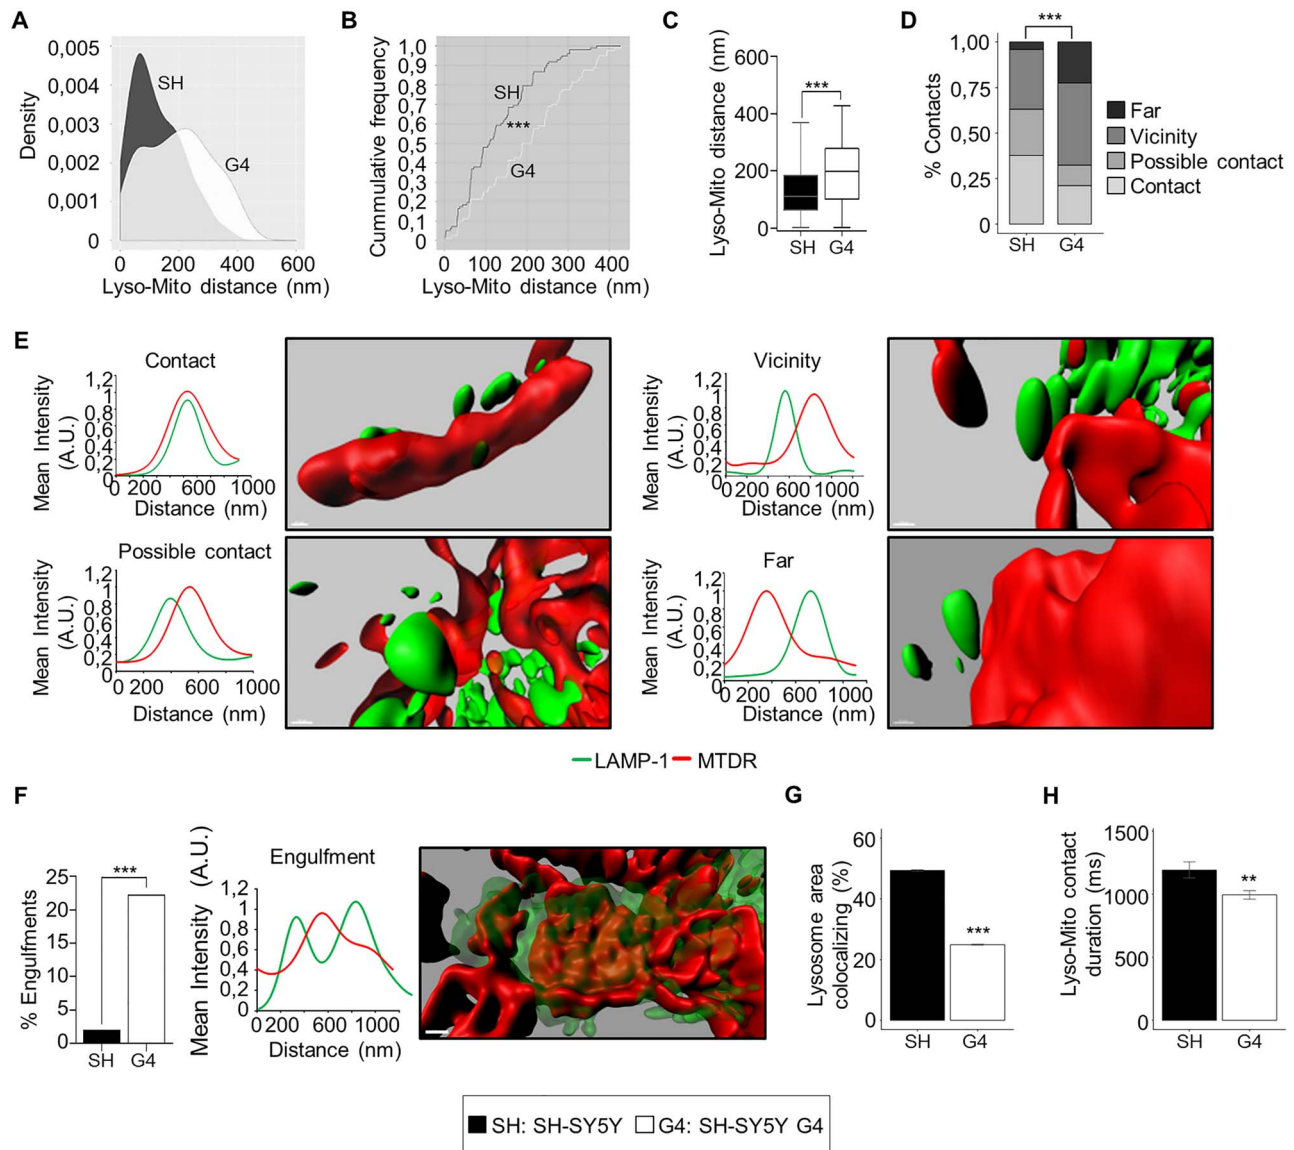 A
0,005
0,004
0,003
0,002
0,001
0
Density
SH
G4
0 200 400 600
Lyso-Mito distance (nm)
B
1,0
0,9
0,8
0,7
0,6
0,5
0,4
0,3
0,2
0,1
0
Cummulative frequency
SH
***
G4
0 100 200 300 400
Lyso-Mito distance (nm)
C
Lyso-Mito distance (nm)
600
400
200
0
***
SH G4
D
% Contacts
***
1,00
0,75
0,50
0,25
0
SH G4
Far
Vicinity
Possible contact
Contact
E
Contact
Mean Intensity
(A.U.)
1,2
1
0,8
0,6
0,4
0,2
0
0 200 600 1000
Distance (nm)
Vicinity
Mean Intensity
(A.U.)
1,2
1
0,8
0,6
0,4
0,2
0
0 200 600 1000
Distance (nm)
Possible contact
Mean Intensity
(A.U.)
1,2
1
0,8
0,6
0,4
0,2
0
0 200 600 1000
Distance (nm)
Far
Mean Intensity
(A.U.)
1,2
1
0,8
0,6
0,4
0,2
0
0 200 600 1000
Distance (nm)
LAMP-1 MTDR
F
% Engulfments
25
20
15
10
5
0
***
SH G4
Engulfment
Mean Intensity (A.U.)
1,2
1
0,8
0,6
0,4
0,2
0
0 200 600 1000
Distance (nm)
G
Lysosome area
colocalizing (%)
60
40
20
0
***
SH G4
H
Lyso-Mito contact
duration (ms)
1500
1000
500
0
**
SH G4
SH: SH-SY5Y G4: SH-SY5Y G4